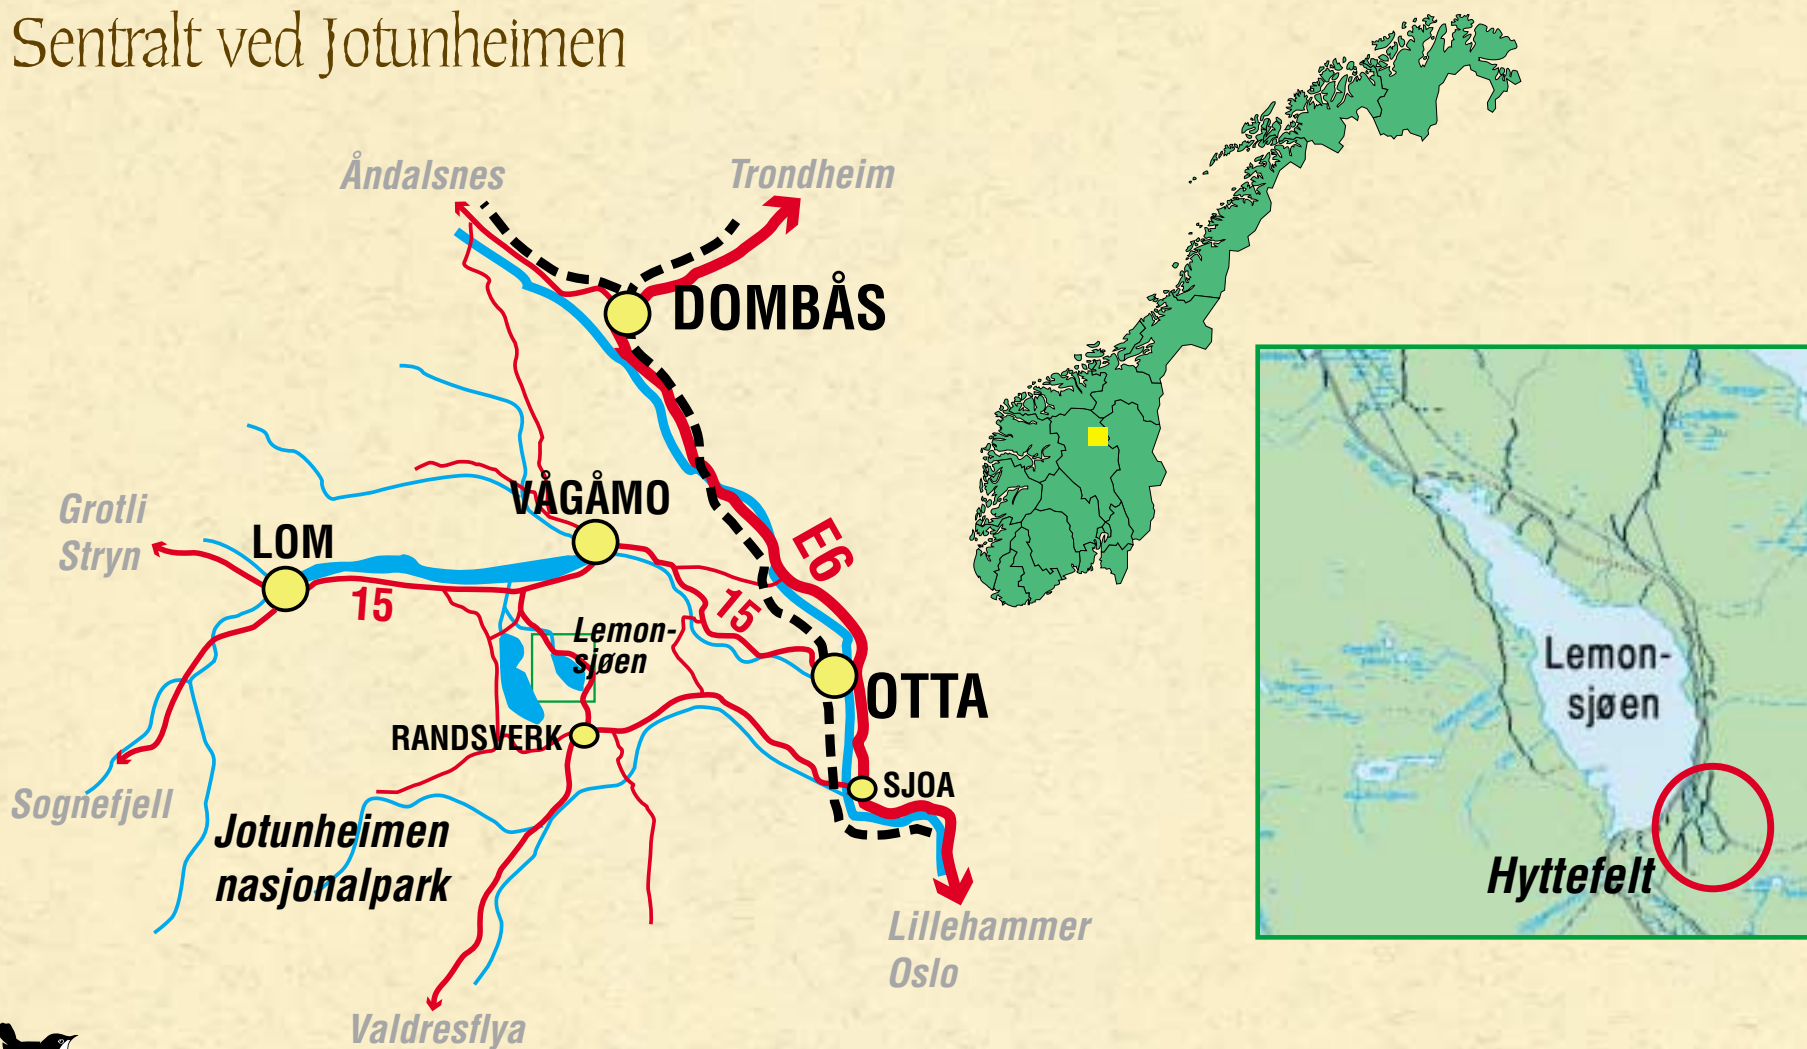 Sentralt ved Jotunheimen
Åndalsnes
Trondheim
DOMBÅS
Grotli
Stryn
LOM
VÅGÅMO
E6
15
15
Lemon-
sjøen
OTTA
RANDSVERK
SJOA
Sognefjell
Jotunheimen
nasjonalpark
Lillehammer
Oslo
Valdresflya
Lemon-
sjøen
Hyttefelt